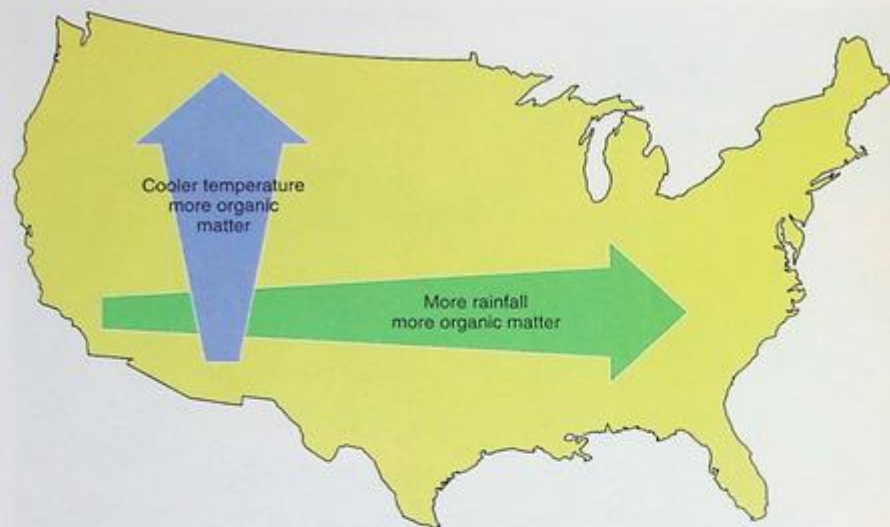 Cooler temperature
more organic
matter
More rainfall
more organic matter